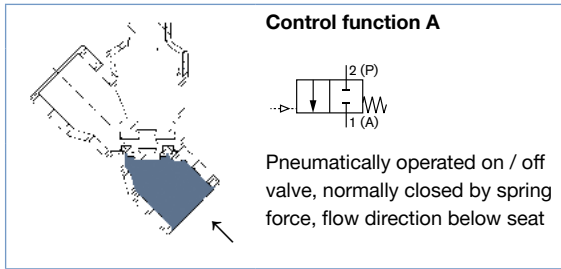 Control function A
2 (P)
1 (A)
Pneumatically operated on / off
valve, normally closed by spring
force, flow direction below seat